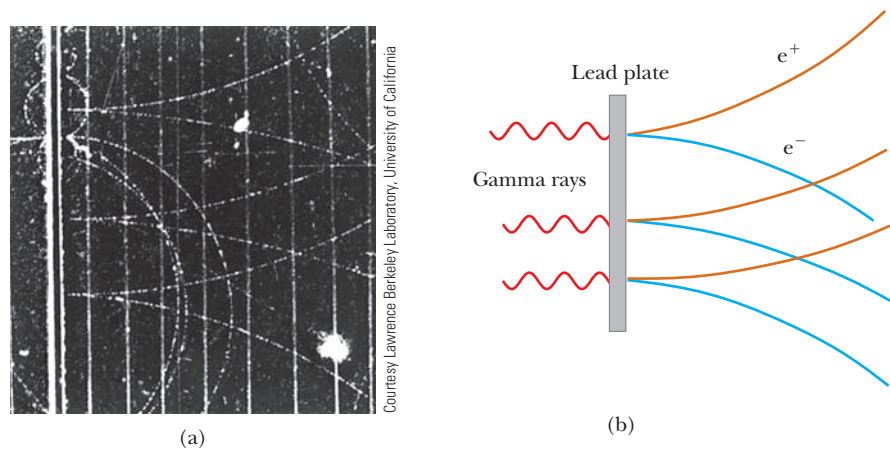 Courtesy Lawrence Berkeley Laboratory, University of California
(a)
Lead plate
e⁺
e⁻
Gamma rays
(b)